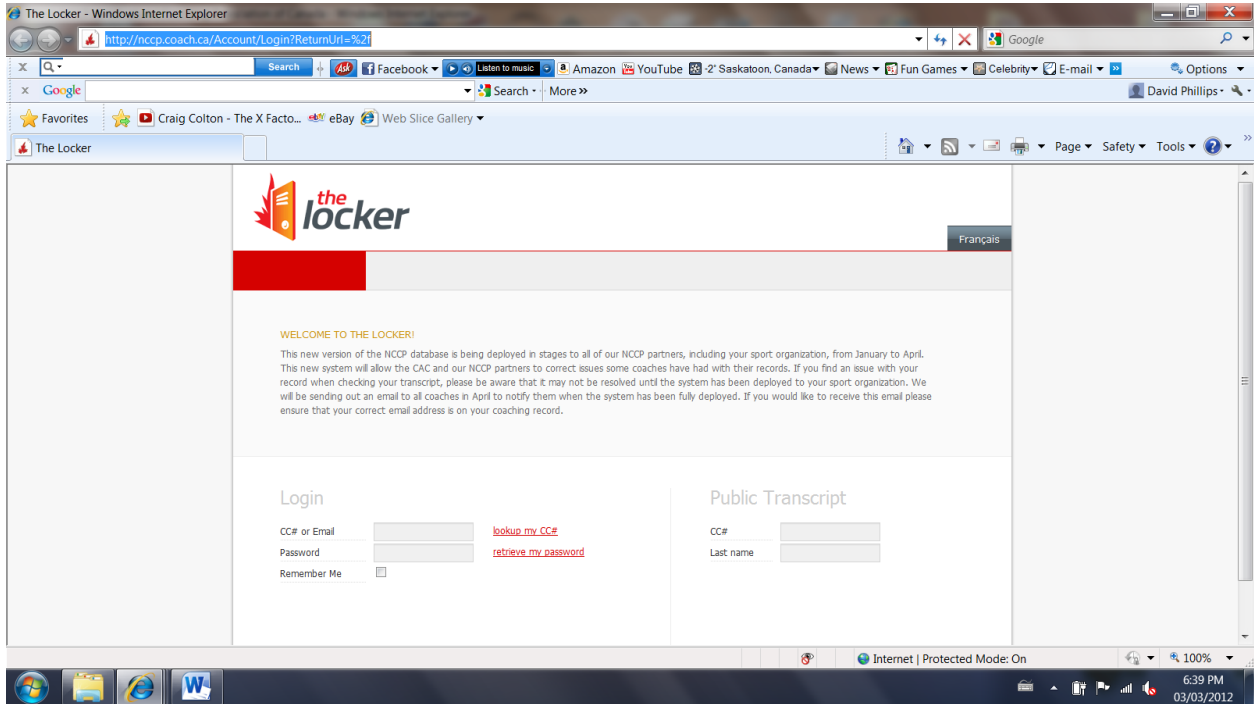 The Locker - Windows Internet Explorer
http://nccp.coach.ca/Account/Login?ReturnUrl=%2f
Google
x Search Ask Facebook Listen to music Amazon YouTube -2° Saskatoon, Canada News Fun Games Celebrity E-mail Options
x Google Search More » David Phillips
Favorites Craig Colton - The X Facto... eBay Web Slice Gallery
The Locker Page Safety Tools
the
locker
Français
WELCOME TO THE LOCKER!
This new version of the NCCP database is being deployed in stages to all of our NCCP partners, including your sport organization, from January to April.
This new system will allow the CAC and our NCCP partners to correct issues some coaches have had with their records. If you find an issue with your
record when checking your transcript, please be aware that it may not be resolved until the system has been deployed to your sport organization. We
will be sending out an email to all coaches in April to notify them when the system has been fully deployed. If you would like to receive this email please
ensure that your correct email address is on your coaching record.
Login
CC# or Email lookup my CC#
Password retrieve my password
Remember Me
Public Transcript
CC#
Last name
Internet | Protected Mode: On 100%
6:39 PM
03/03/2012